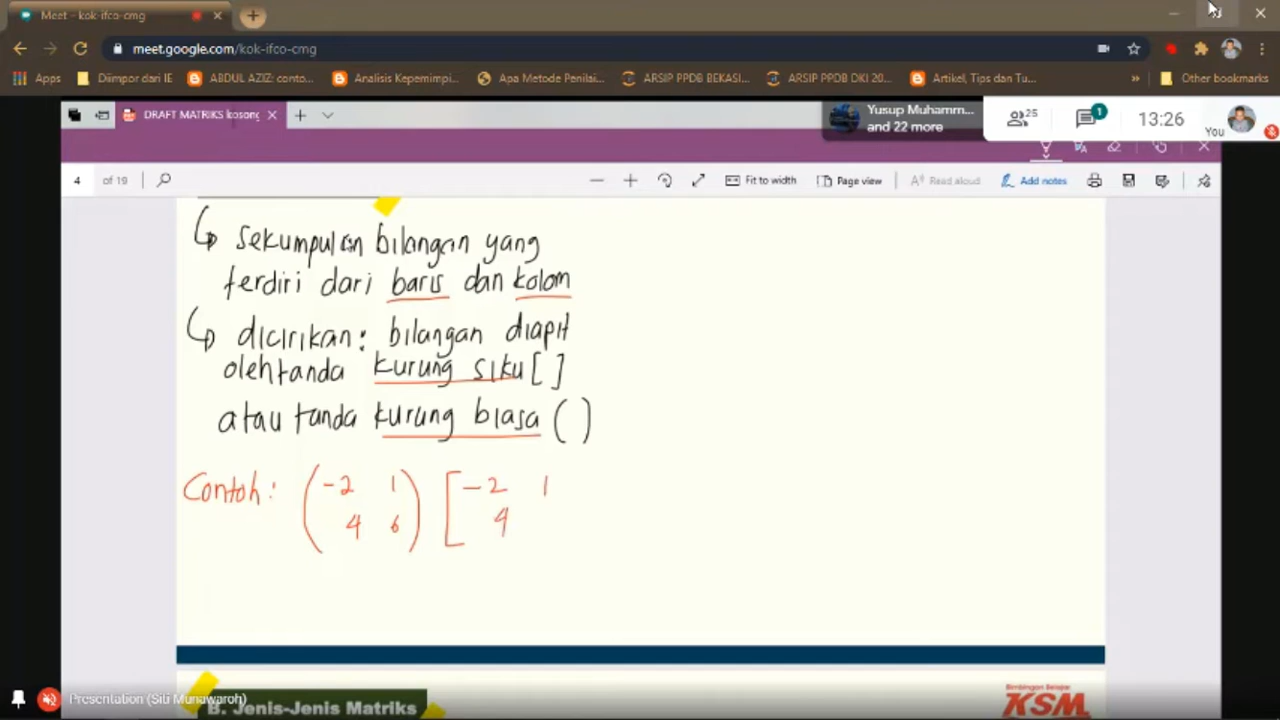 Meet – kok-ifco-cmg
meet.google.com/kok-ifco-cmg
Apps
Diimpor dari IE
ABDUL AZIZ: conto...
Analisis Kepemimpi...
Apa Metode Penilai...
ARSIP PPDB BEKASI...
ARSIP PPDB DKI 20...
Artikel, Tips dan Tu...
»
Other bookmarks
DRAFT MATRIKS kosong
Yusup Muhamm...
and 22 more
25
1
13:26
You
4 of 19
Fit to width
Page view
Read aloud
Add notes
↳ Sekumpulan bilangan yang
terdiri dari baris dan kolom
↳ dicirikan: bilangan diapit
oleh tanda kurung siku [ ]
atau tanda kurung biasa ( )
Contoh: ( -2 1 ) [ -2 1
4 6 4
Presentation (Siti Munawaroh)
B. Jenis-Jenis Matriks
Bimbingan Belajar
KSM